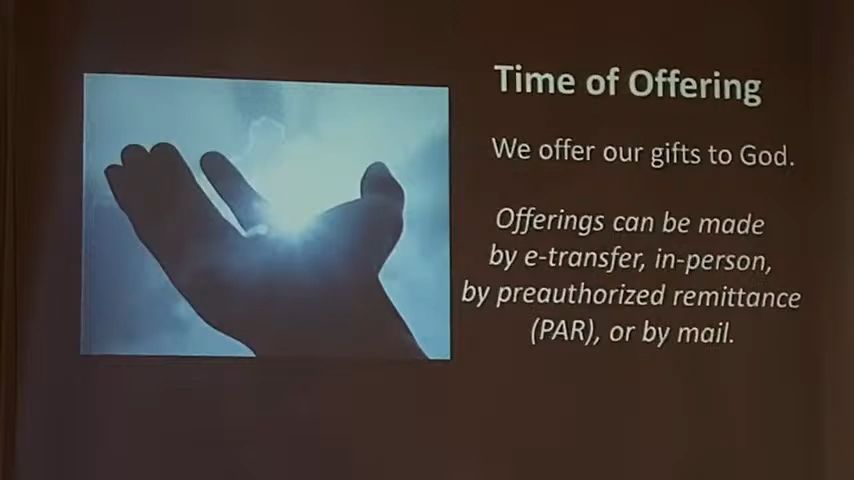 Time of Offering
We offer our gifts to God.
Offerings can be made
by e-transfer, in-person,
by preauthorized remittance
(PAR), or by mail.